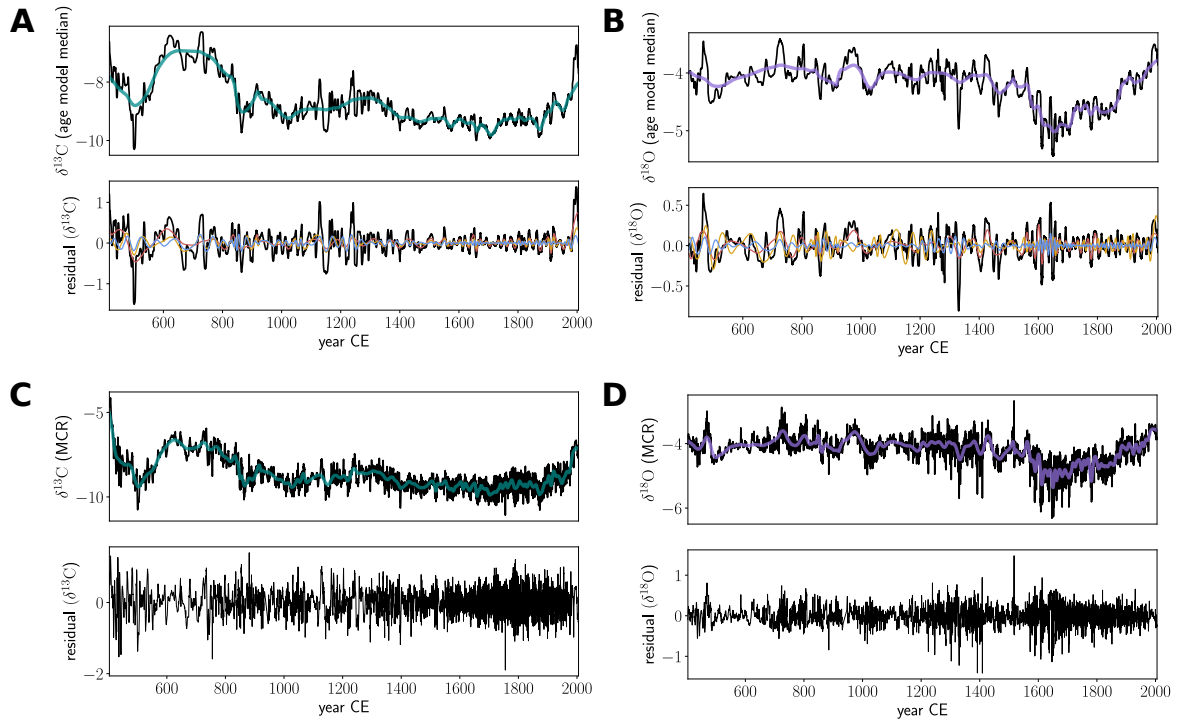 A
δ¹³C (age model median)
−8
−10
residual (δ¹³C)
1
0
−1
600 800 1000 1200 1400 1600 1800 2000
year CE
B
δ¹⁸O (age model median)
−4
−5
residual (δ¹⁸O)
0.5
0.0
−0.5
600 800 1000 1200 1400 1600 1800 2000
year CE
C
δ¹³C (MCR)
−5
−10
residual (δ¹³C)
0
−2
600 800 1000 1200 1400 1600 1800 2000
year CE
D
δ¹⁸O (MCR)
−4
−6
residual (δ¹⁸O)
1
0
−1
600 800 1000 1200 1400 1600 1800 2000
year CE